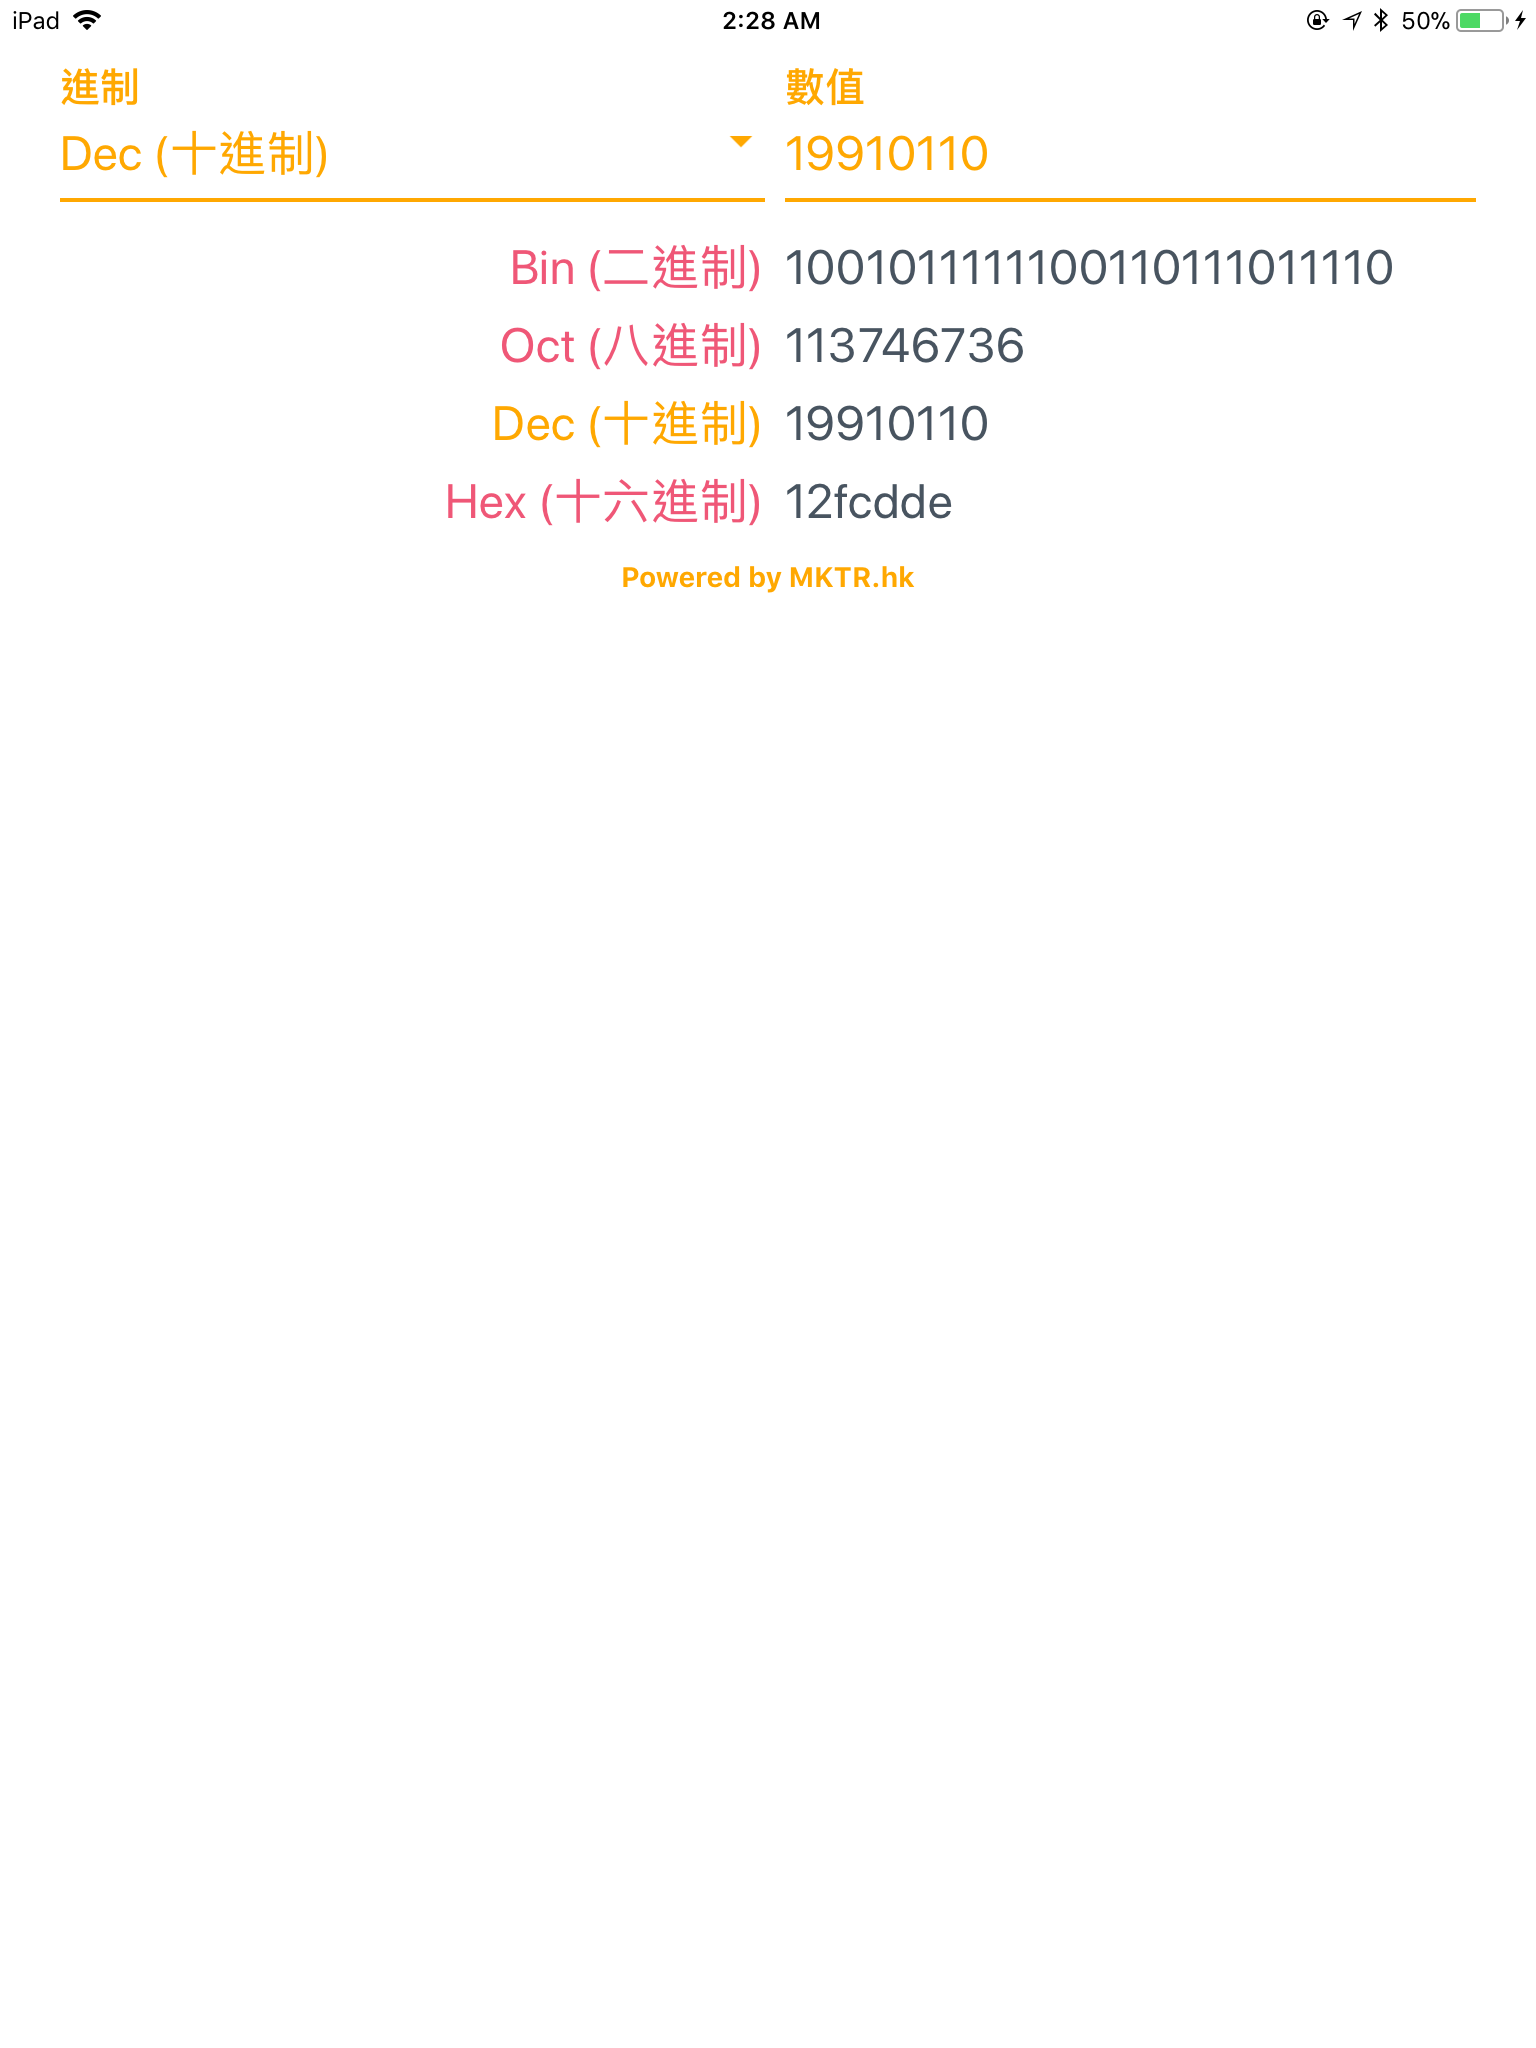 iPad
2:28 AM
50%
進制
數值
Dec (十進制)
19910110
Bin (二進制) 1001011111100110111011110
Oct (八進制) 113746736
Dec (十進制) 19910110
Hex (十六進制) 12fcdde
Powered by MKTR.hk